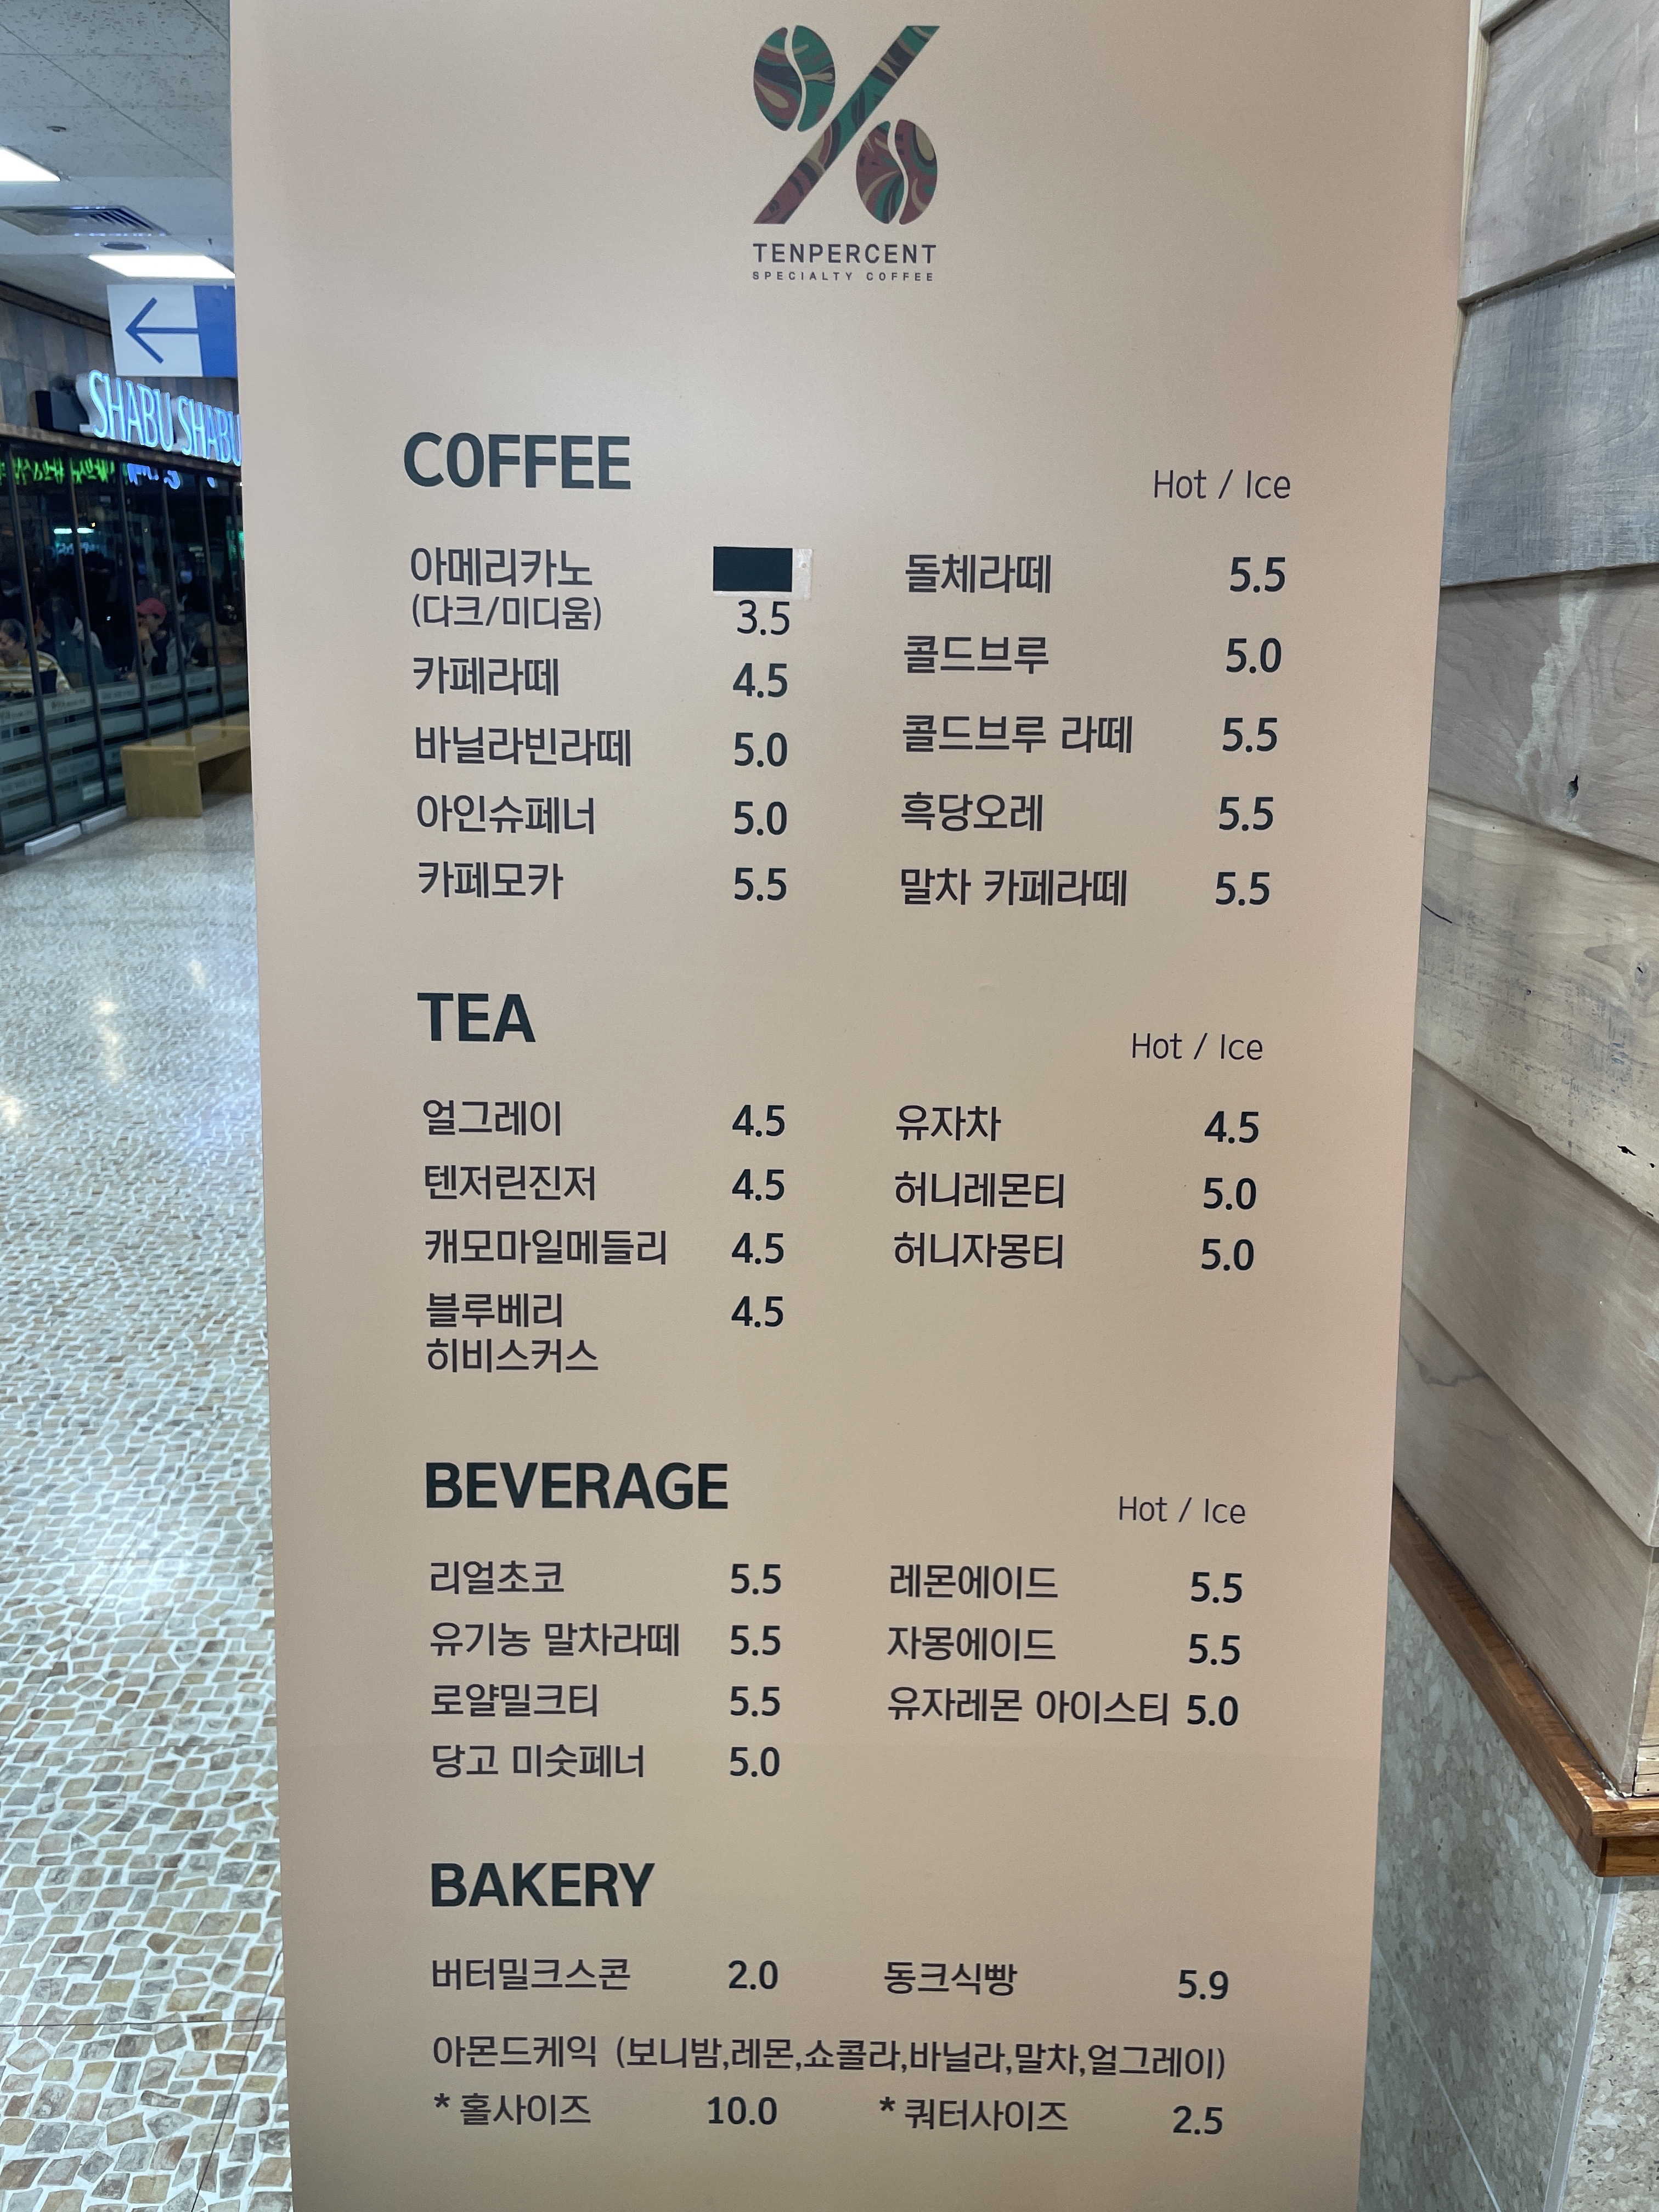 TENPERCENT
SPECIALTY COFFEE
SHABU SHABU
COFFEE
Hot / Ice
아메리카노
(다크/미디움) 3.5
카페라떼 4.5
바닐라빈라떼 5.0
아인슈페너 5.0
카페모카 5.5
돌체라떼 5.5
콜드브루 5.0
콜드브루 라떼 5.5
흑당오레 5.5
말차 카페라떼 5.5
TEA
Hot / Ice
얼그레이 4.5
텐저린진저 4.5
캐모마일메들리 4.5
블루베리 4.5
히비스커스
유자차 4.5
허니레몬티 5.0
허니자몽티 5.0
BEVERAGE
Hot / Ice
리얼초코 5.5
유기농 말차라떼 5.5
로얄밀크티 5.5
당고 미숫페너 5.0
레몬에이드 5.5
자몽에이드 5.5
유자레몬 아이스티 5.0
BAKERY
버터밀크스콘 2.0
동크식빵 5.9
아몬드케익 (보니밤,레몬,쇼콜라,바닐라,말차,얼그레이)
* 홀사이즈 10.0
* 쿼터사이즈 2.5